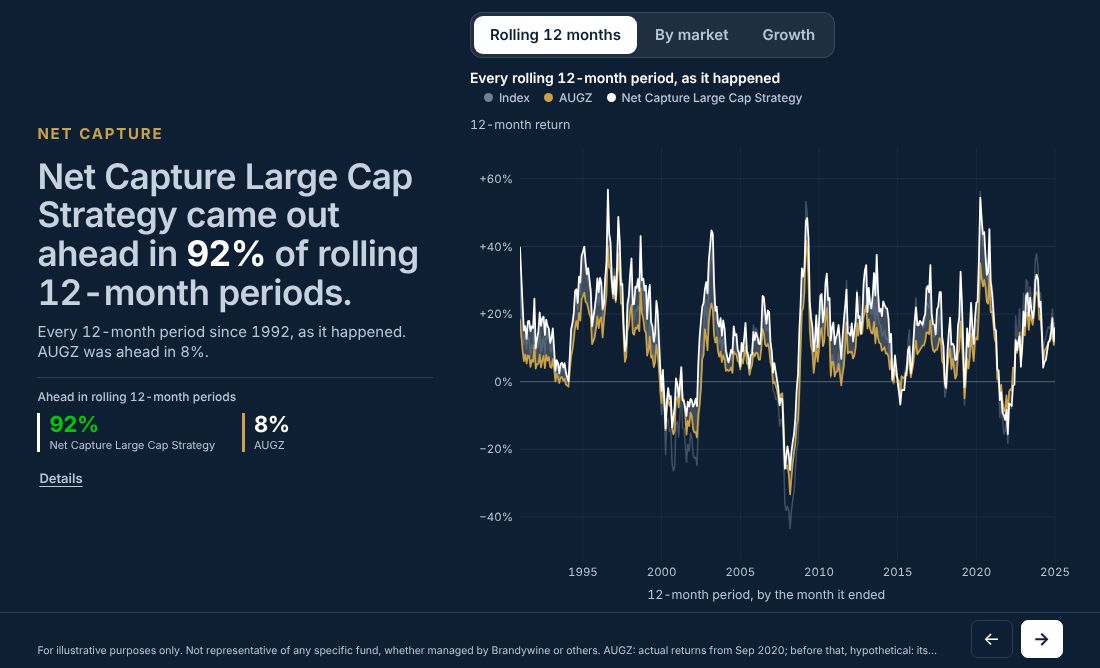 Rolling 12 months
By market
Growth
Every rolling 12-month period, as it happened
Index
AUGZ
Net Capture Large Cap Strategy
12-month return
NET CAPTURE
Net Capture Large Cap
Strategy came out
ahead in 92% of rolling
12-month periods.
Every 12-month period since 1992, as it happened.
AUGZ was ahead in 8%.
Ahead in rolling 12-month periods
92%
Net Capture Large Cap Strategy
8%
AUGZ
Details
+60%
+40%
+20%
0%
−20%
−40%
1995
2000
2005
2010
2015
2020
2025
12-month period, by the month it ended
For illustrative purposes only. Not representative of any specific fund, whether managed by Brandywine or others. AUGZ: actual returns from Sep 2020; before that, hypothetical: its...